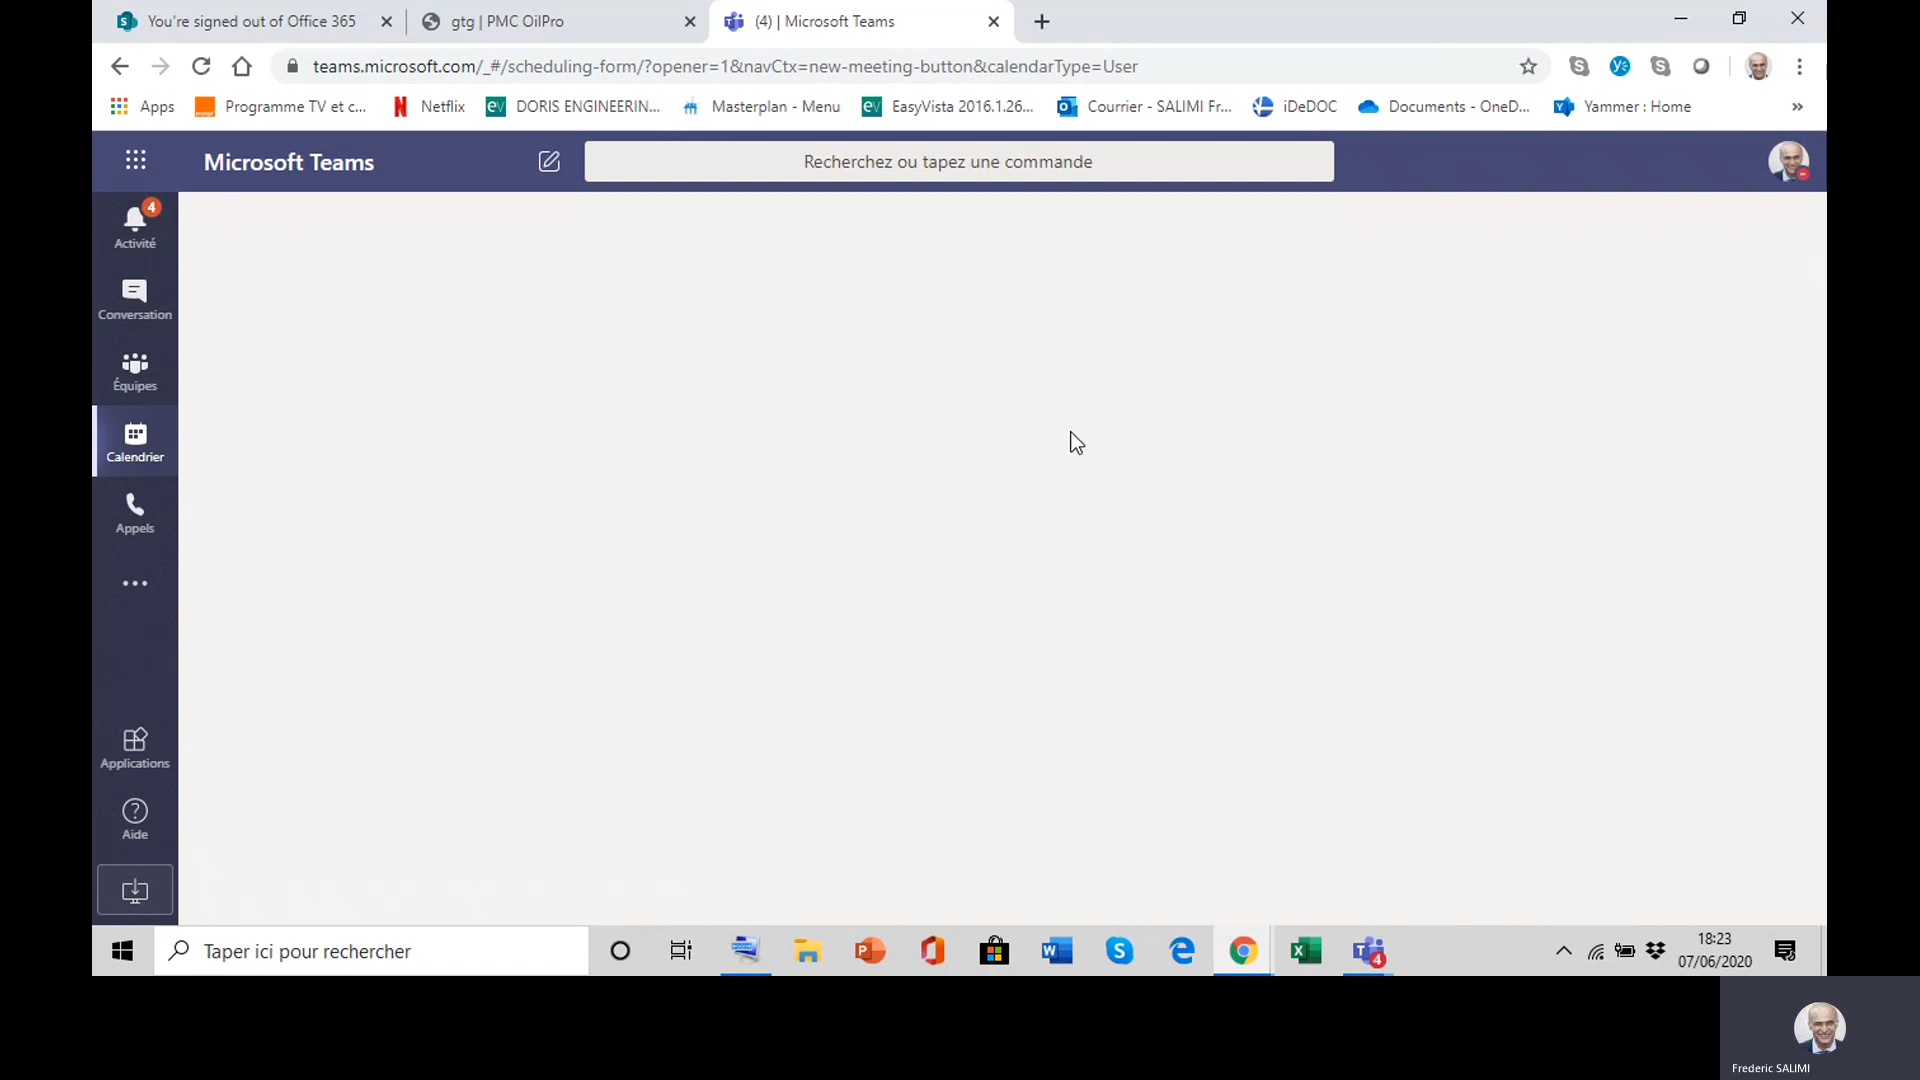 You're signed out of Office 365
gtg | PMC OilPro
(4) | Microsoft Teams
teams.microsoft.com/_#/scheduling-form/?opener=1&navCtx=new-meeting-button&calendarType=User
Apps
Programme TV et c...
Netflix
DORIS ENGINEERIN...
Masterplan - Menu
EasyVista 2016.1.26...
Courrier - SALIMI Fr...
iDeDOC
Documents - OneD...
Yammer : Home
Microsoft Teams
Recherchez ou tapez une commande
4
Activité
Conversation
Équipes
Calendrier
Appels
Applications
Aide
Taper ici pour rechercher
4
18:23
07/06/2020
Frederic SALIMI